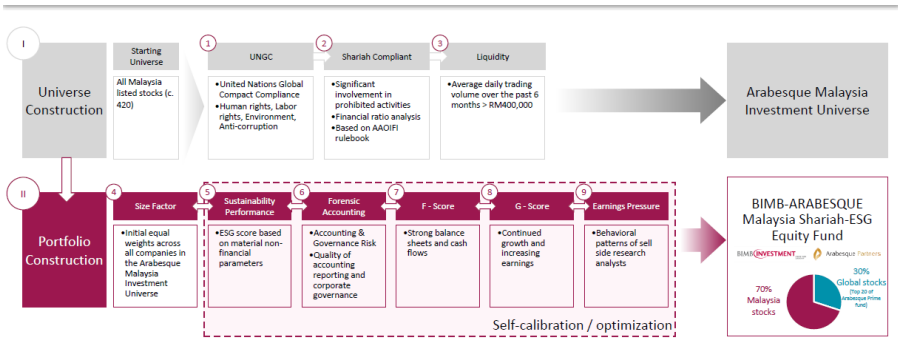 I
Universe
Construction
Starting
Universe
All Malaysia
listed stocks (c.
420)
1
UNGC
•United Nations Global
Compact Compliance
•Human rights, Labor
rights, Environment,
Anti-corruption
2
Shariah Compliant
•Significant
involvement in
prohibited activities
•Financial ratio analysis
•Based on AAOIFI
rulebook
3
Liquidity
•Average daily trading
volume over the past 6
months > RM400,000
Arabesque Malaysia
Investment Universe
II
Portfolio
Construction
4
Size Factor
•Initial equal
weights across
all companies in
the Arabesque
Malaysia
Investment
Universe
5
Sustainability
Performance
•ESG score based
on material non-
financial
parameters
6
Forensic
Accounting
•Accounting &
Governance Risk
•Quality of
accounting
reporting and
corporate
governance
7
F - Score
•Strong balance
sheets and cash
flows
8
G - Score
•Continued
growth and
increasing
earnings
9
Earnings Pressure
•Behavioral
patterns of sell
side research
analysts
Self-calibration / optimization
BIMB-ARABESQUE
Malaysia Shariah-ESG
Equity Fund
BIMB INVESTMENT
Arabesque Partners
30%
Global stocks
(Top 20 of
Arabesque Prime
fund)
70%
Malaysia
stocks